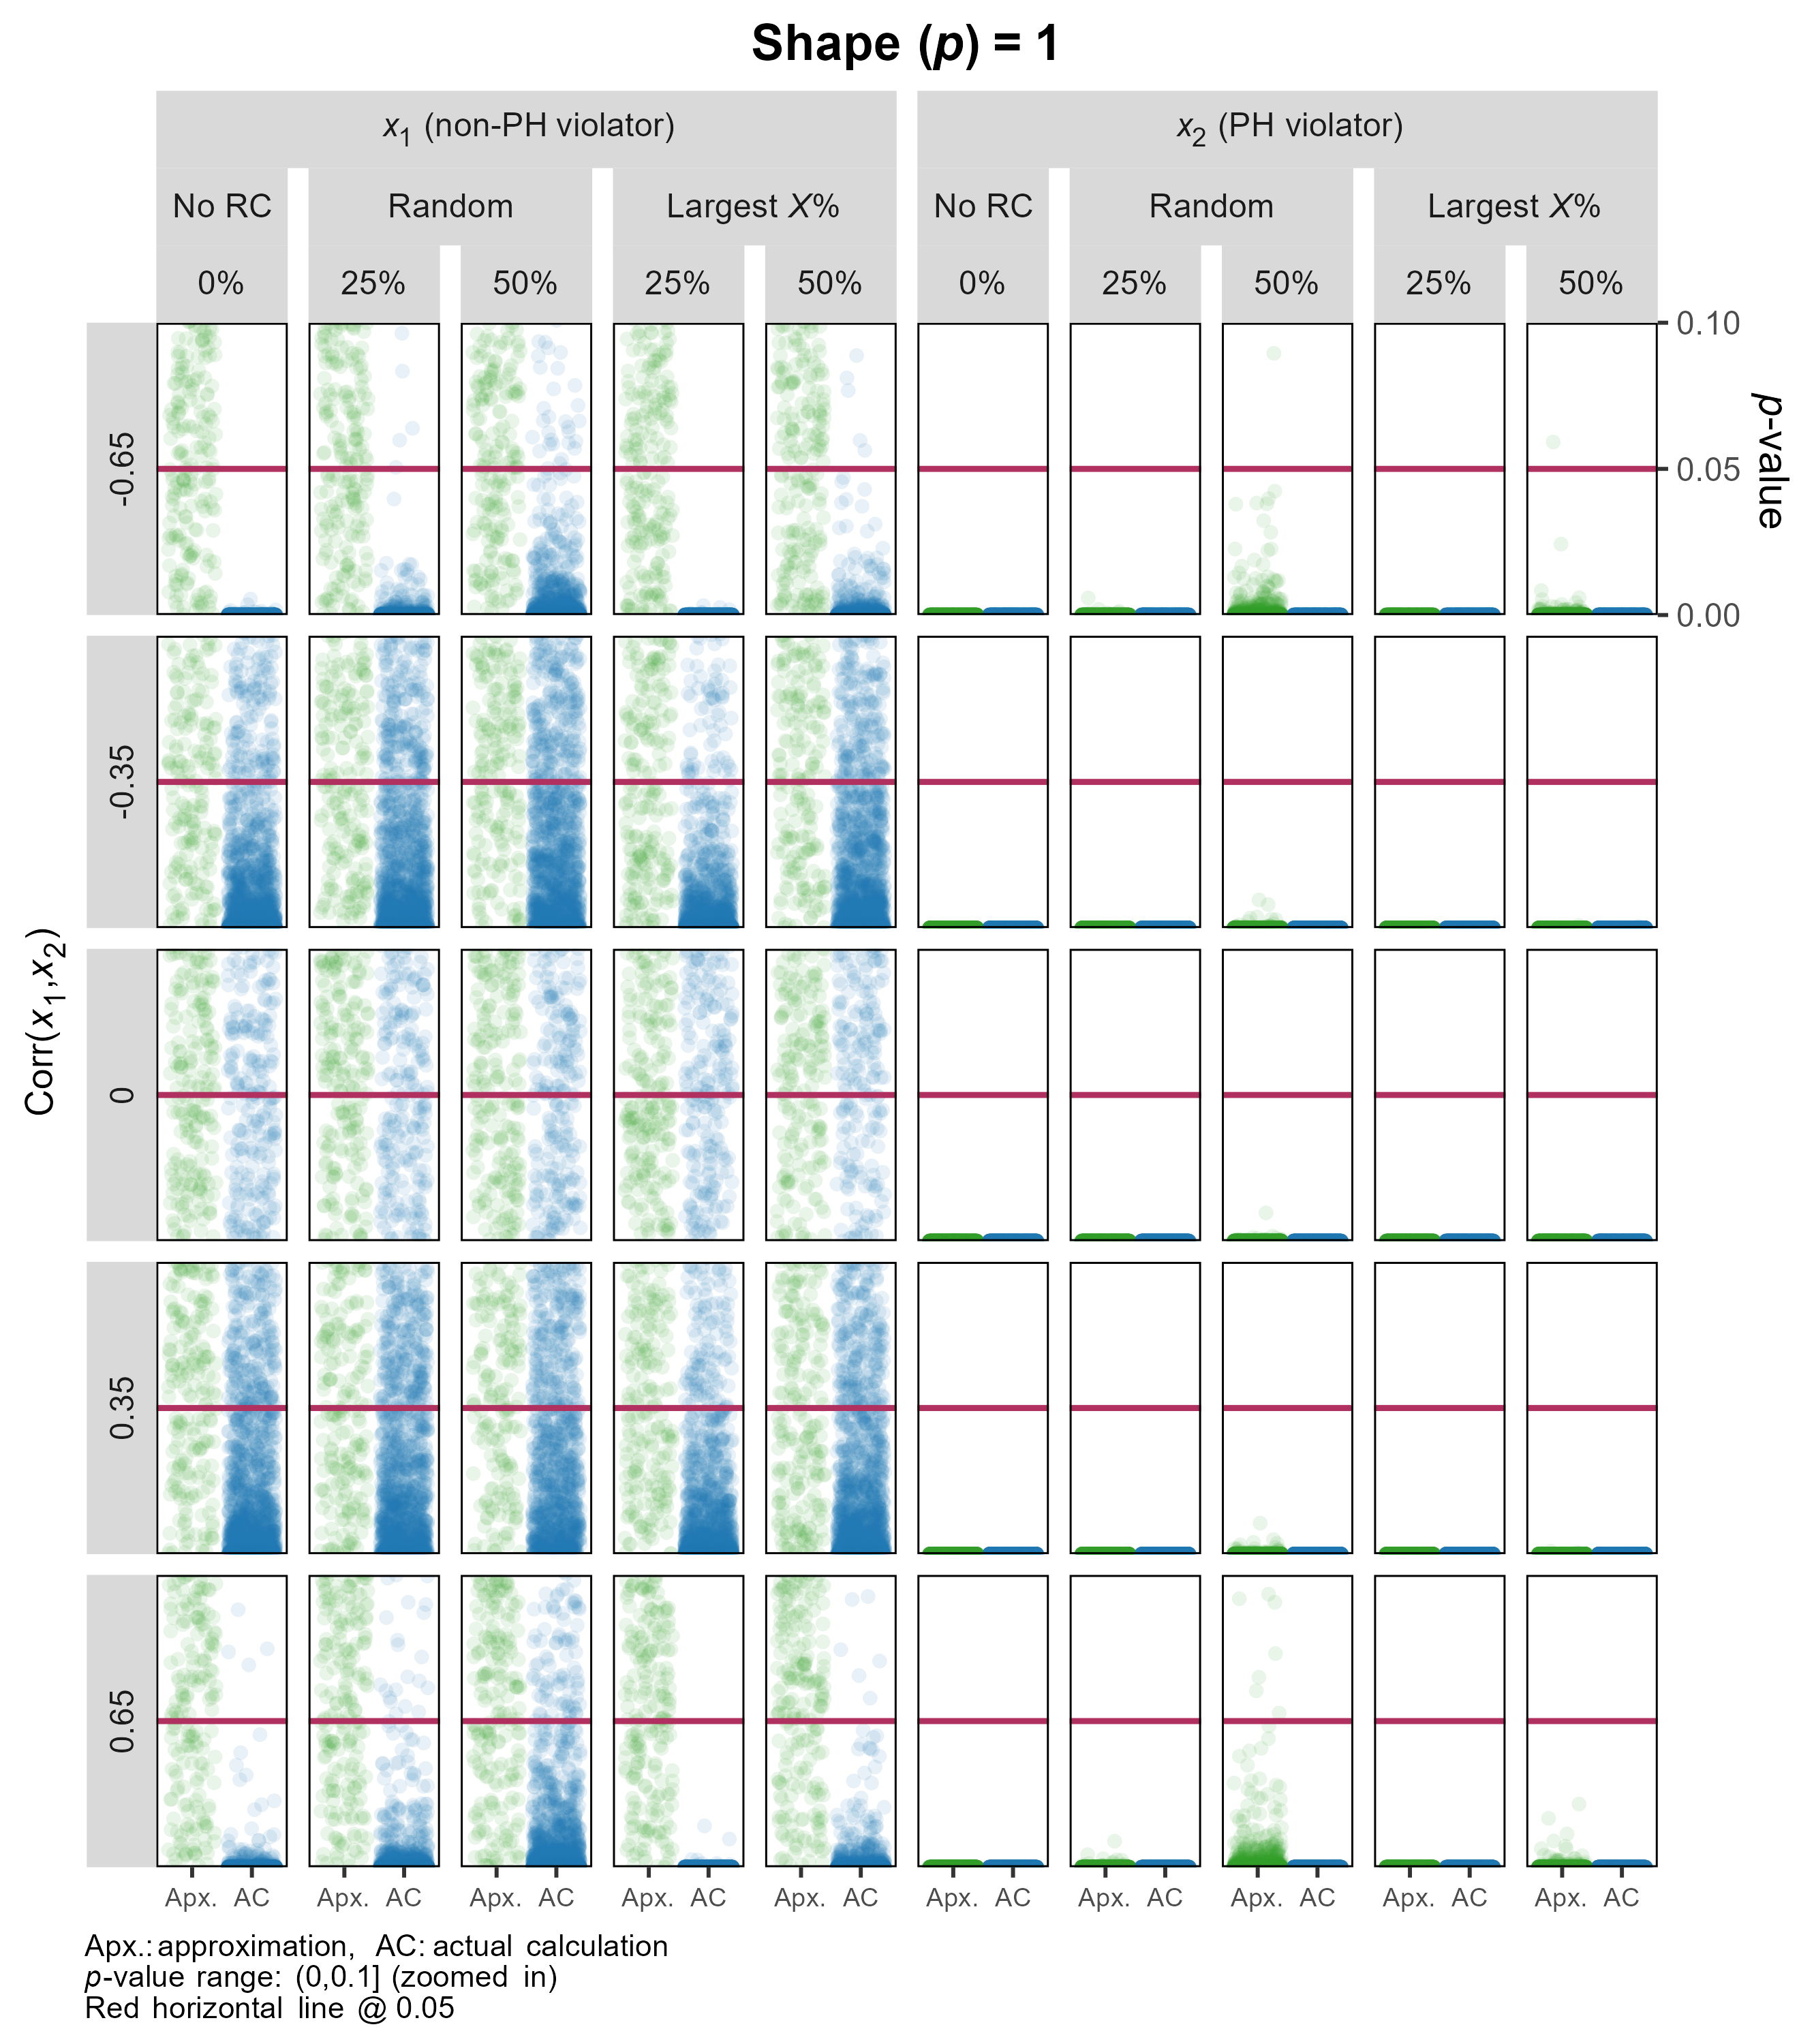 Shape (p) = 1
x1 (non-PH violator) x2 (PH violator)
No RC Random Largest X% No RC Random Largest X%
0% 25% 50% 25% 50% 0% 25% 50% 25% 50%
0.10
0.05
0.00
p-value
-0.65
-0.35
0
0.35
0.65
Corr(x1,x2)
Apx. AC Apx. AC Apx. AC Apx. AC Apx. AC Apx. AC Apx. AC Apx. AC Apx. AC Apx. AC
Apx.: approximation, AC: actual calculation
p-value range: (0,0.1] (zoomed in)
Red horizontal line @ 0.05